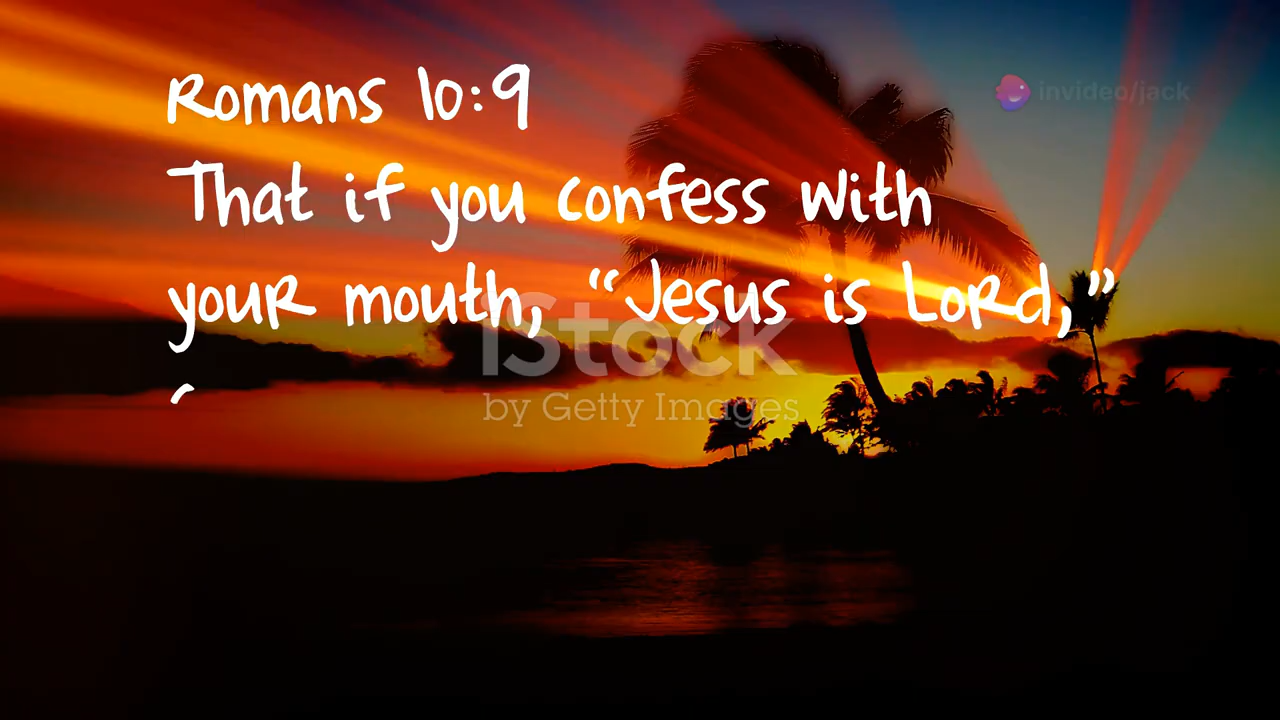 invideo/jack
Romans 10:9
That if you confess with
your mouth, “Jesus is Lord,”
iStock
by Getty Images